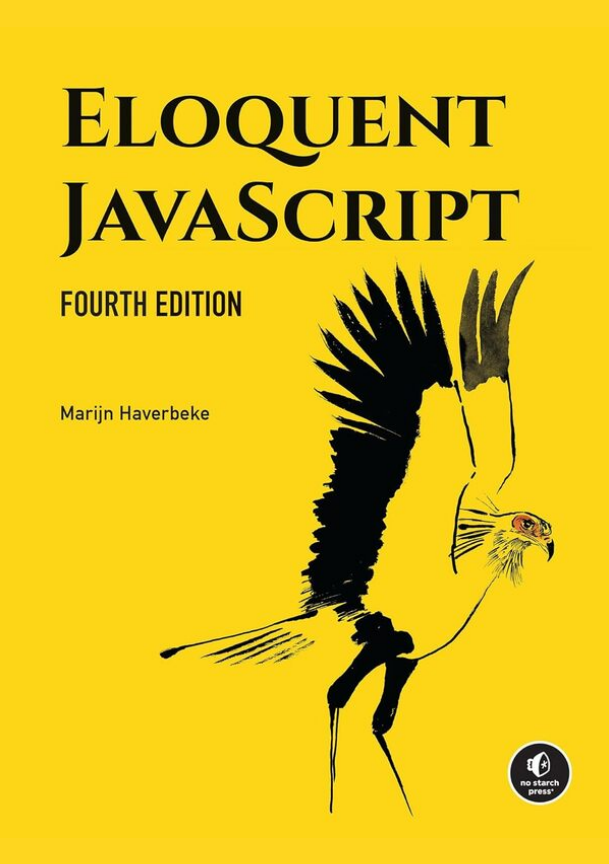 ELOQUENT
JAVASCRIPT
FOURTH EDITION
Marijn Haverbeke
no starch
press®